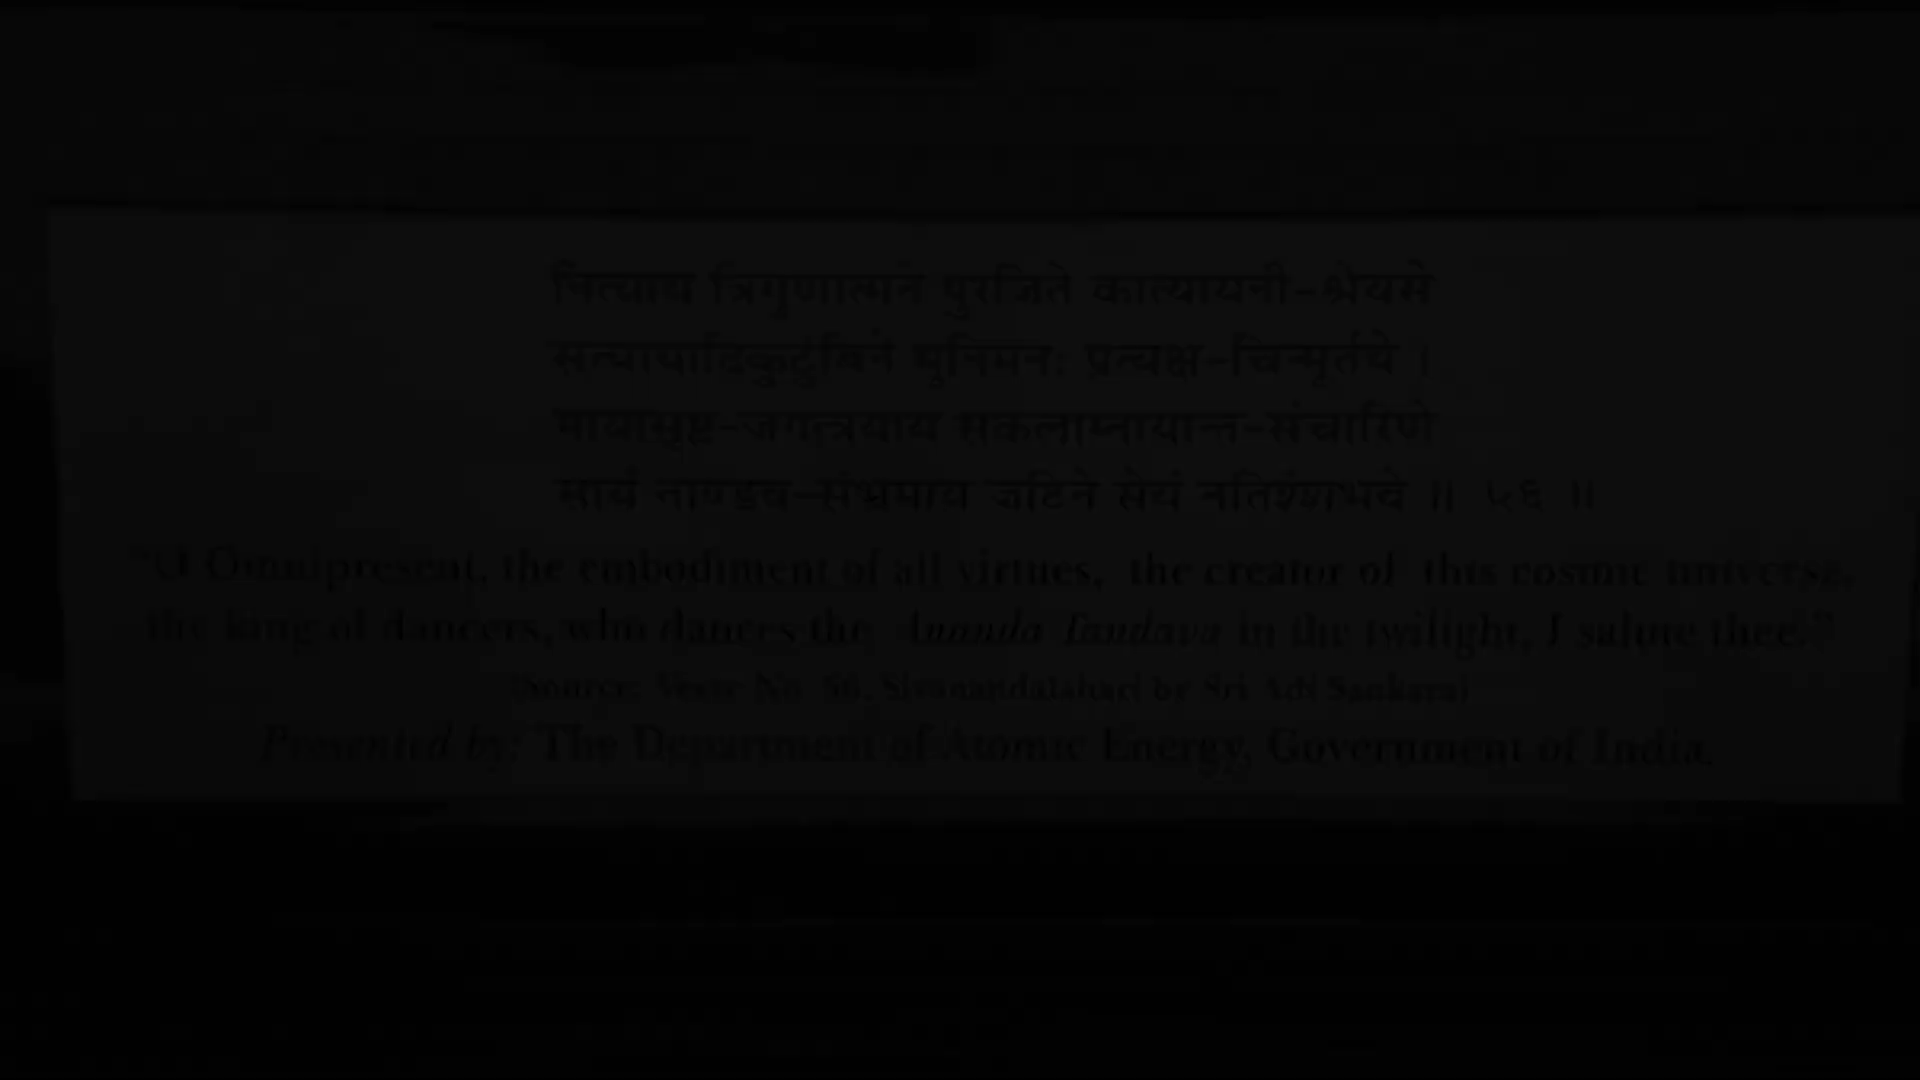 नित्याय त्रिगुणात्मने पुरजिते कात्यायनी-श्रेयसे
सत्यायादिकुटुंबिने मुनिमनः प्रत्यक्ष-चिन्मूर्तये ।
मायासृष्ट-जगत्त्रयाय सकलाम्नायान्त-संचारिणे
सायं ताण्डव-संभ्रमाय जटिने सेयं नतिश्शंभवे ॥ ५६ ॥
"O Omnipresent, the embodiment of all virtues, the creator of this cosmic universe,
the king of dancers, who dances the Ananda Tandava in the twilight, I salute thee."
(Source: Verse No. 56, Sivanandalahari by Sri Adi Sankara)
Presented by: The Department of Atomic Energy, Government of India.